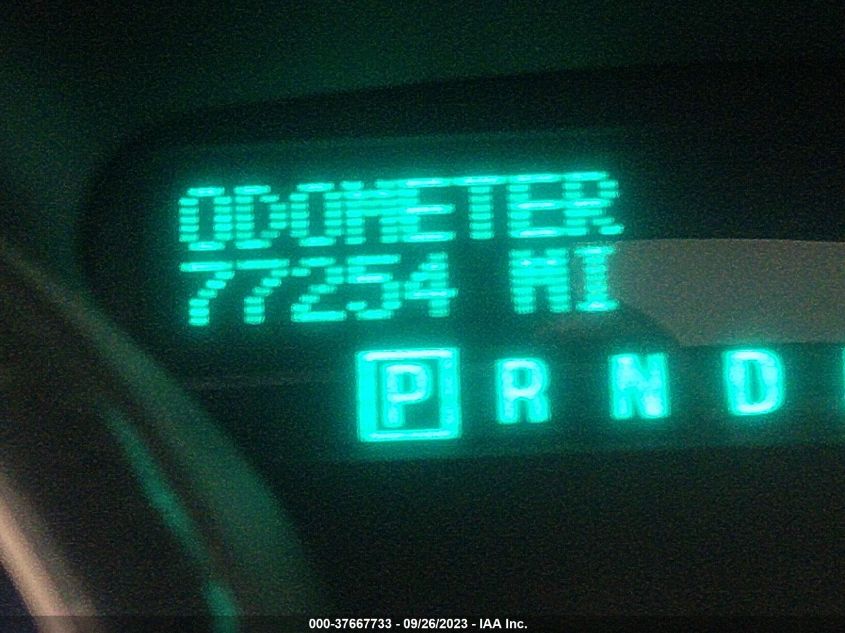 ODOMETER
77254 MI
P R N D
000-37667733 - 09/26/2023 - IAA Inc.